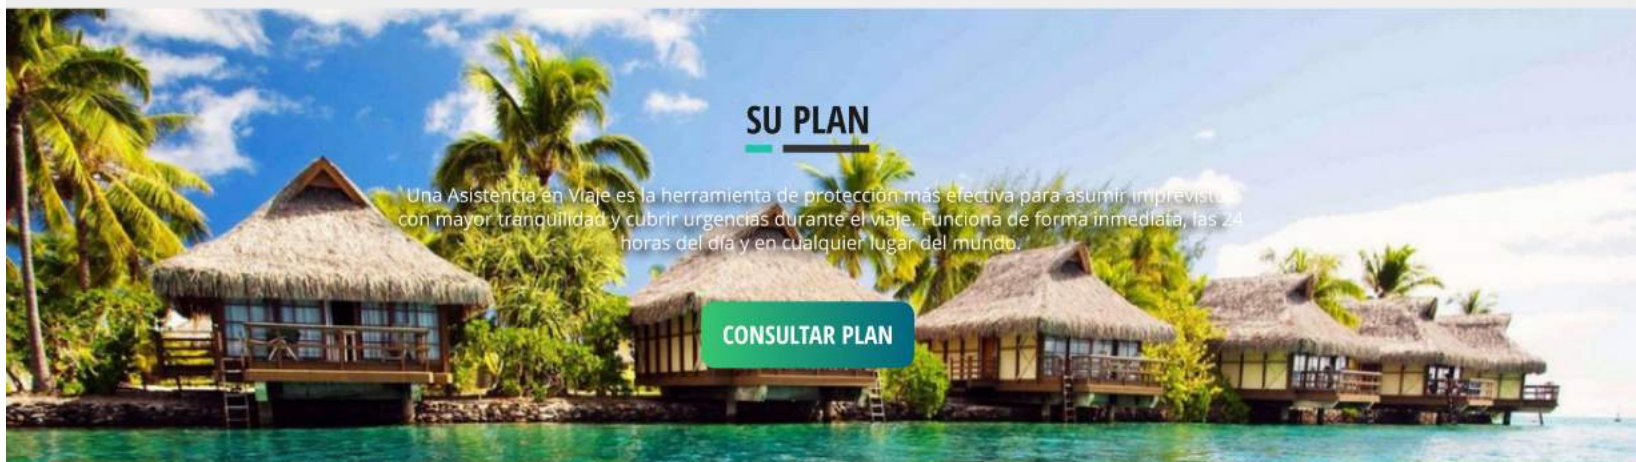 SU PLAN
Una Asistencia en Viaje es la herramienta de protección más efectiva para asumir imprevistos
con mayor tranquilidad y cubrir urgencias durante el viaje. Funciona de forma inmediata, las 24
horas del día y en cualquier lugar del mundo.
CONSULTAR PLAN